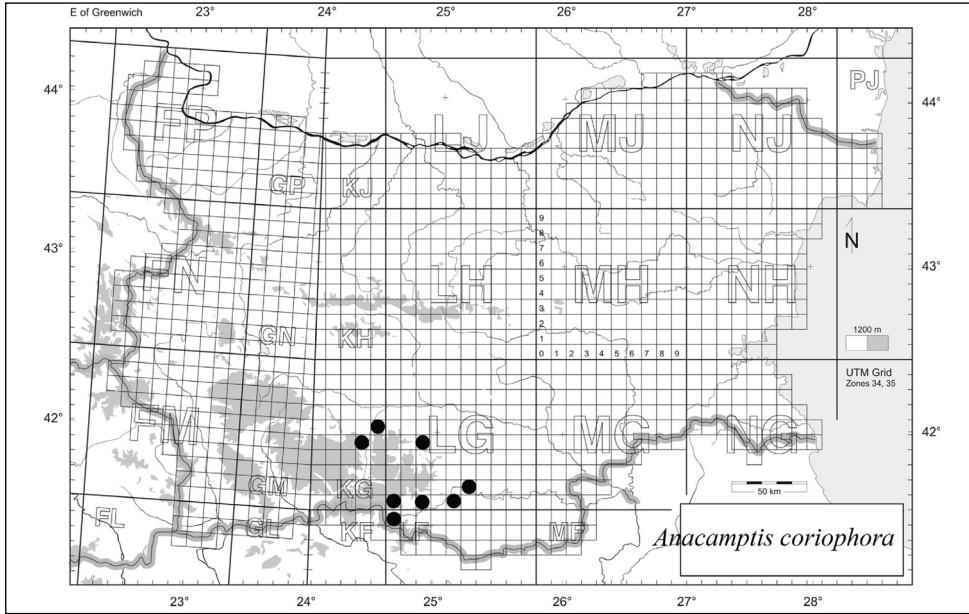 E of Greenwich
23° 24° 25° 26° 27° 28°
44° PJ 44°
FP LJ MJ NJ
GP KJ
9
8
43° 7 N 43°
6
FN 5 LH MH NH
4
3
GN KH 2 1200 m
1
0 1 2 3 4 5 6 7 8 9
UTM Grid
Zones 34, 35
42° FM LG MG NG 42°
GM KG
50 km
FL GL KF LF MF
Anacamptis coriophora
23° 24° 25° 26° 27° 28°